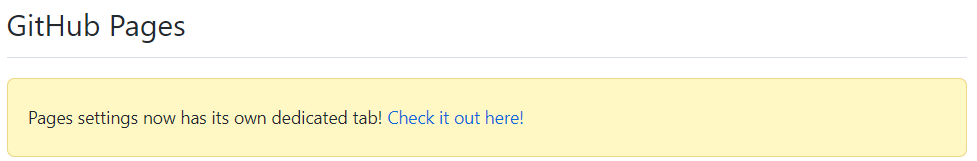 GitHub Pages
Pages settings now has its own dedicated tab! Check it out here!